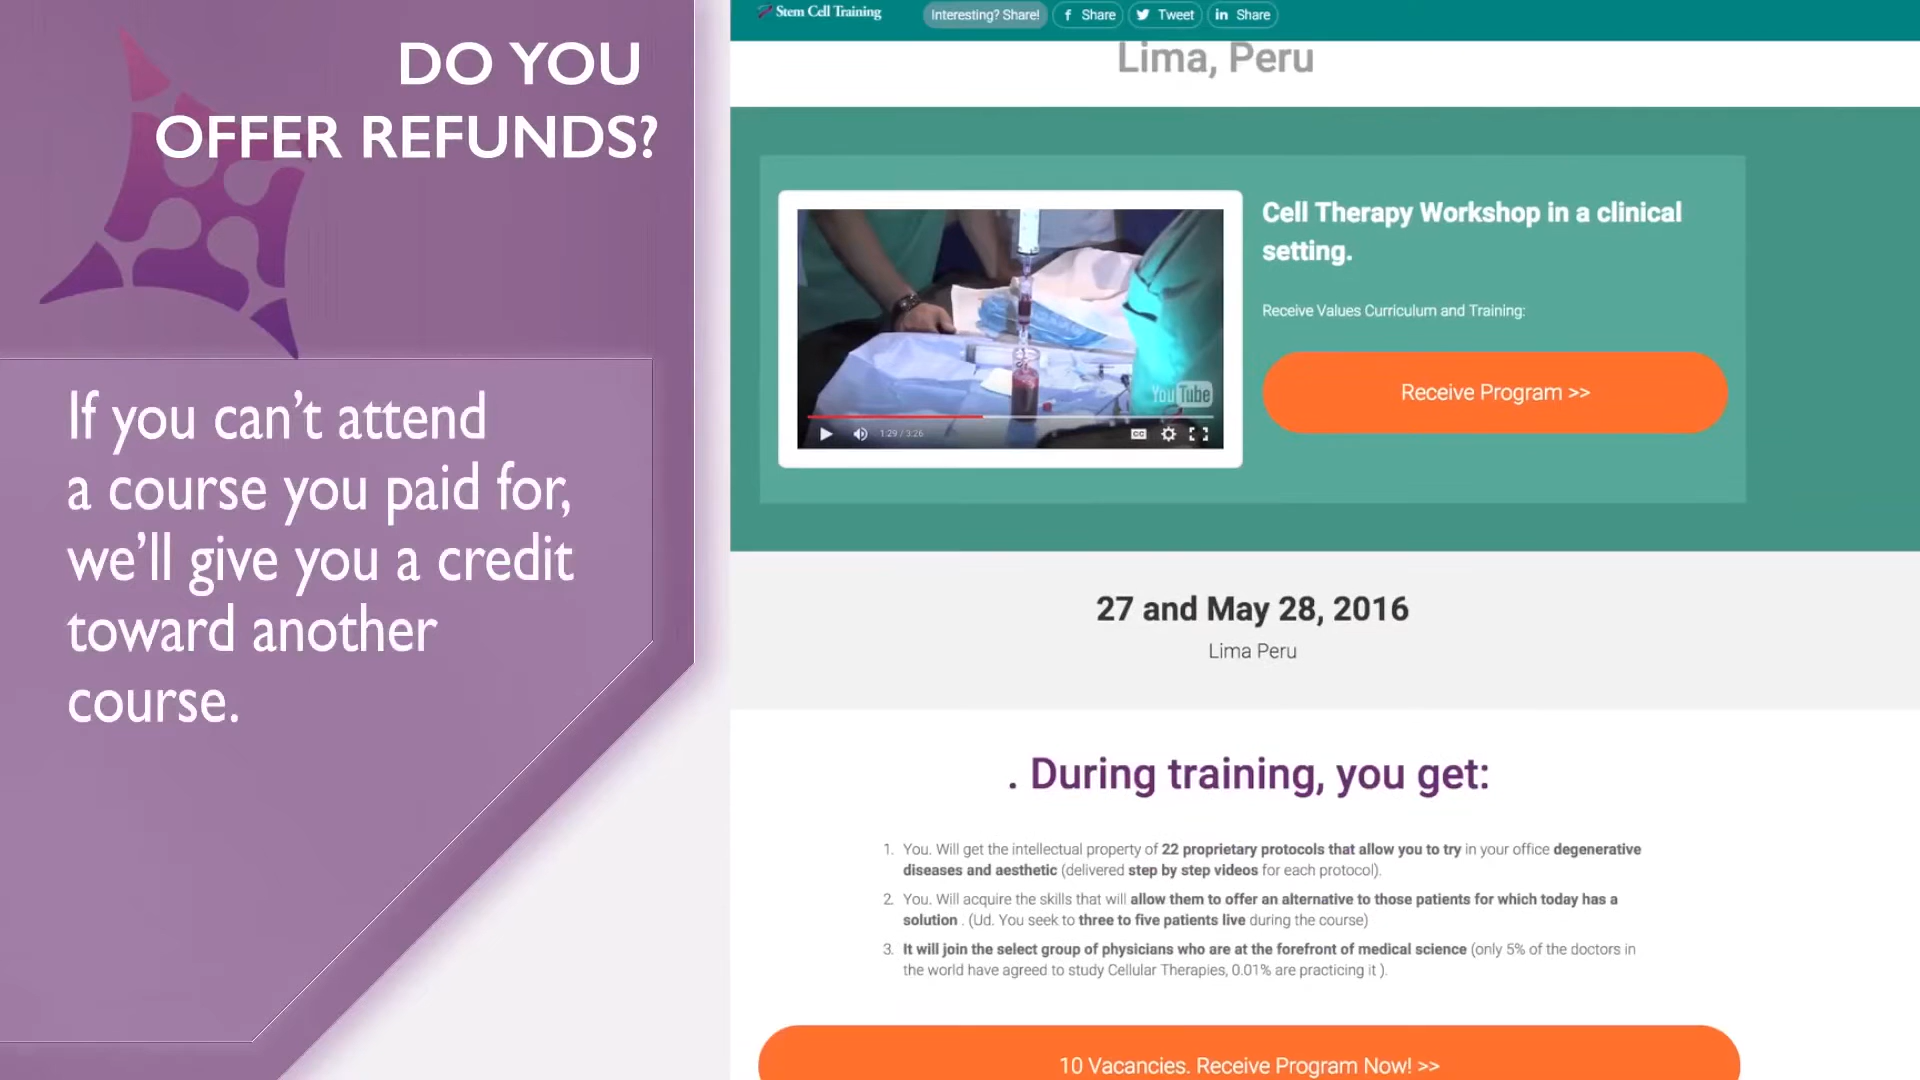 DO YOU
OFFER REFUNDS?
If you can't attend
a course you paid for,
we'll give you a credit
toward another
course.
Stem Cell Training
Interesting? Share!
Share
Tweet
Share
Lima, Peru
Cell Therapy Workshop in a clinical
setting.
Receive Values Curriculum and Training:
Receive Program >>
You Tube
1:29 / 3:26
CC
27 and May 28, 2016
Lima Peru
. During training, you get:
1. You. Will get the intellectual property of 22 proprietary protocols that allow you to try in your office degenerative
diseases and aesthetic (delivered step by step videos for each protocol).
2. You. Will acquire the skills that will allow them to offer an alternative to those patients for which today has a
solution . (Ud. You seek to three to five patients live during the course)
3. It will join the select group of physicians who are at the forefront of medical science (only 5% of the doctors in
the world have agreed to study Cellular Therapies, 0.01% are practicing it ).
10 Vacancies. Receive Program Now! >>